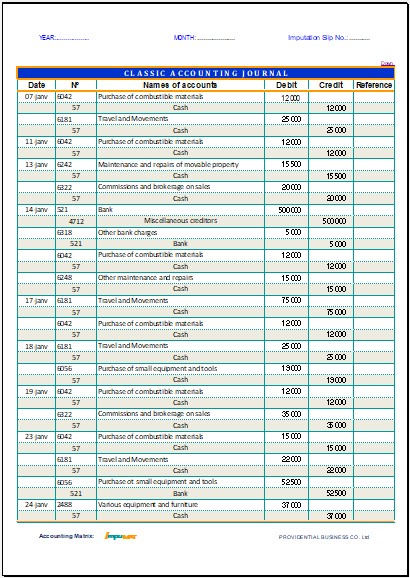 YEAR:.................. MONTH:.................. Imputation Slip No.:............
Down
CLASSIC ACCOUNTING JOURNAL
Date N° Names of accounts Debit Credit Reference
07 janv 6042 Purchase of combustible materials 12 000
57 Cash 12 000
6181 Travel and Movements 25 000
57 Cash 25 000
11 janv 6042 Purchase of combustible materials 12 000
57 Cash 12 000
13 janv 6242 Maintenance and repairs of movable property 15 500
57 Cash 15 500
6322 Commissions and brokerage on sales 20 000
57 Cash 20 000
14 janv 521 Bank 500 000
4712 Miscellaneous creditors 500 000
6318 Other bank charges 5 000
521 Bank 5 000
6042 Purchase of combustible materials 12 000
57 Cash 12 000
6248 Other maintenance and repairs 15 000
57 Cash 15 000
17 janv 6181 Travel and Movements 75 000
57 Cash 75 000
6042 Purchase of combustible materials 12 000
57 Cash 12 000
18 janv 6181 Travel and Movements 25 000
57 Cash 25 000
6056 Purchase of small equipment and tools
57 Cash
19 janv 6042 Purchase of combustible materials 12 000
57 Cash 12 000
6322 Commissions and brokerage on sales 35 000
57 Cash 35 000
23 janv 6042 Purchase of combustible materials 15 000
57 Cash 15 000
6181 Travel and Movements 22 000
57 Cash 22 000
6056 Purchase of small equipment and tools 52 500
521 Bank 52 500
24 janv 2488 Various equipment and furniture 37 000
57 Cash 37 000
Accounting Matrix: PROVIDENTIAL BUSINESS CO. Ltd